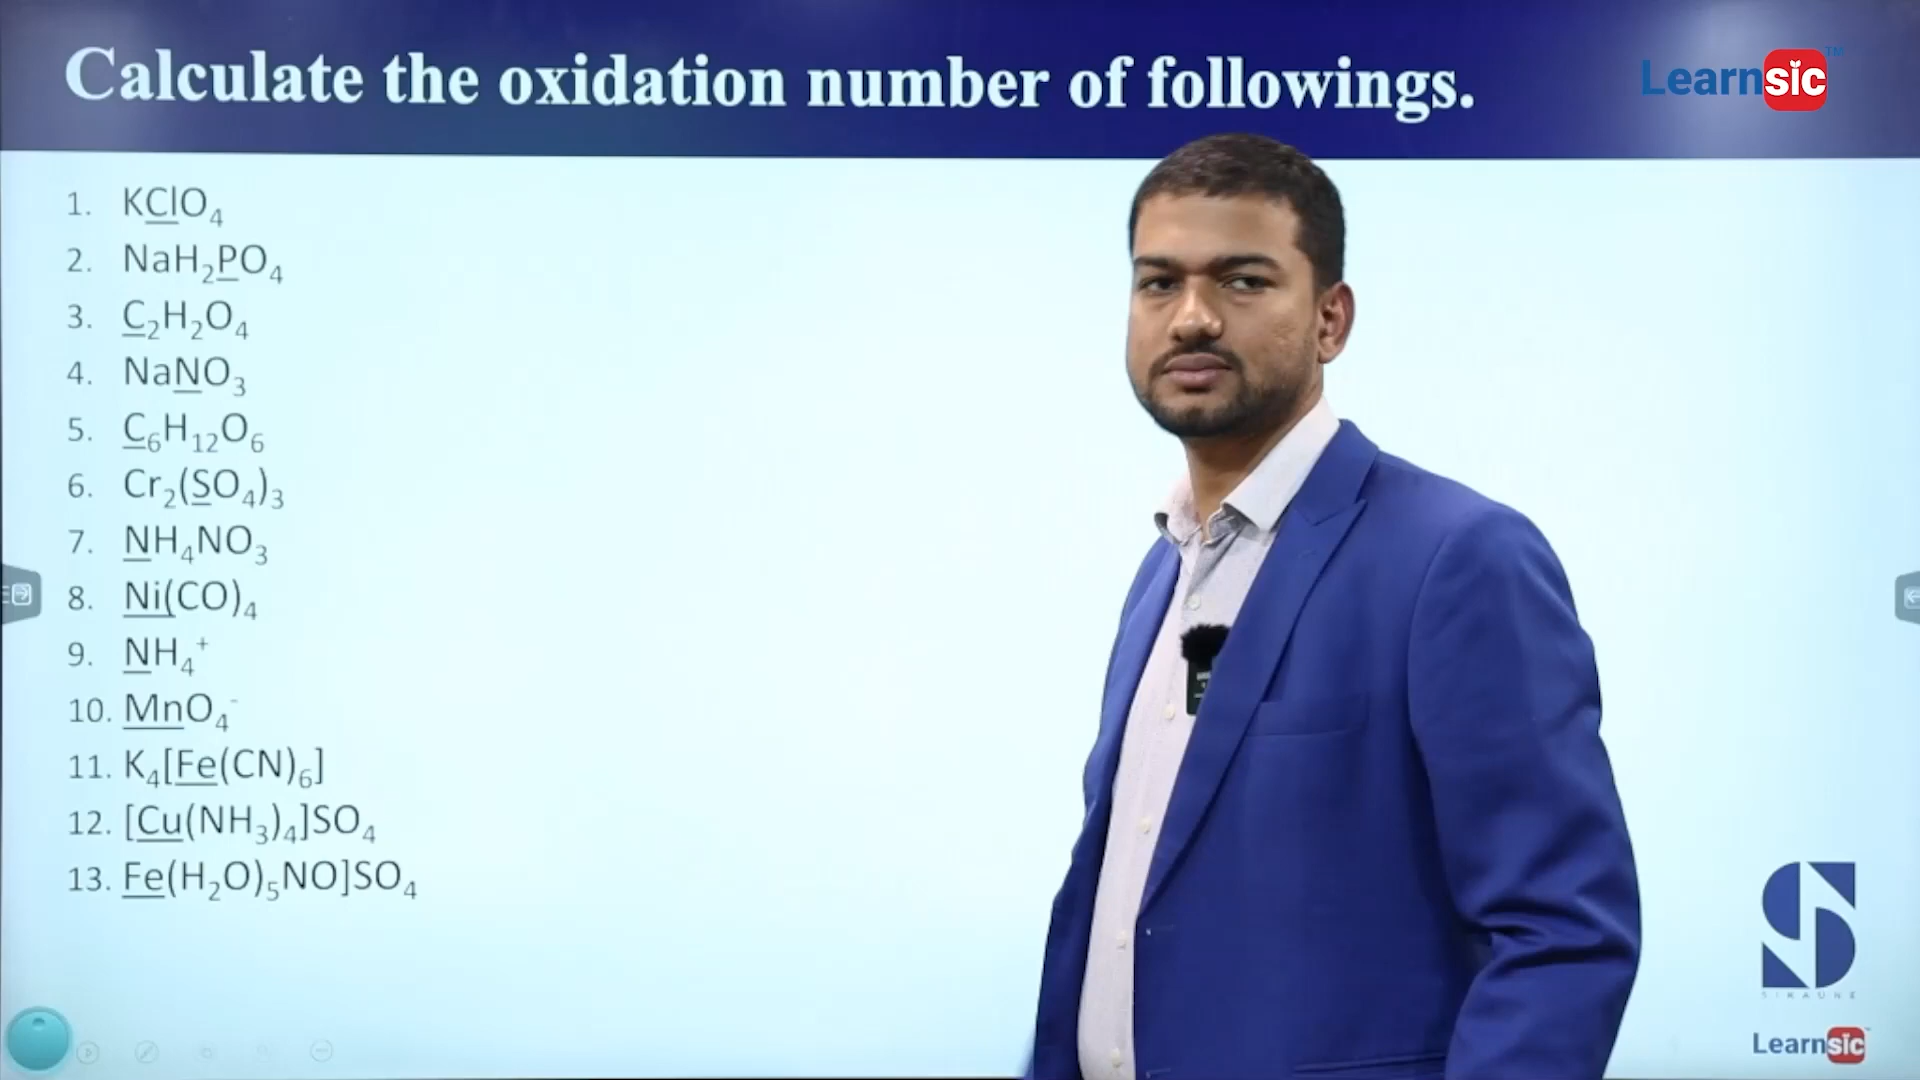 Calculate the oxidation number of followings.
Learnsic™
1. KClO₄
2. NaH₂PO₄
3. C₂H₂O₄
4. NaNO₃
5. C₆H₁₂O₆
6. Cr₂(SO₄)₃
7. NH₄NO₃
8. Ni(CO)₄
9. NH₄⁺
10. MnO₄⁻
11. K₄[Fe(CN)₆]
12. [Cu(NH₃)₄]SO₄
13. Fe(H₂O)₅NO]SO₄
SIKAUNE
Learnsic